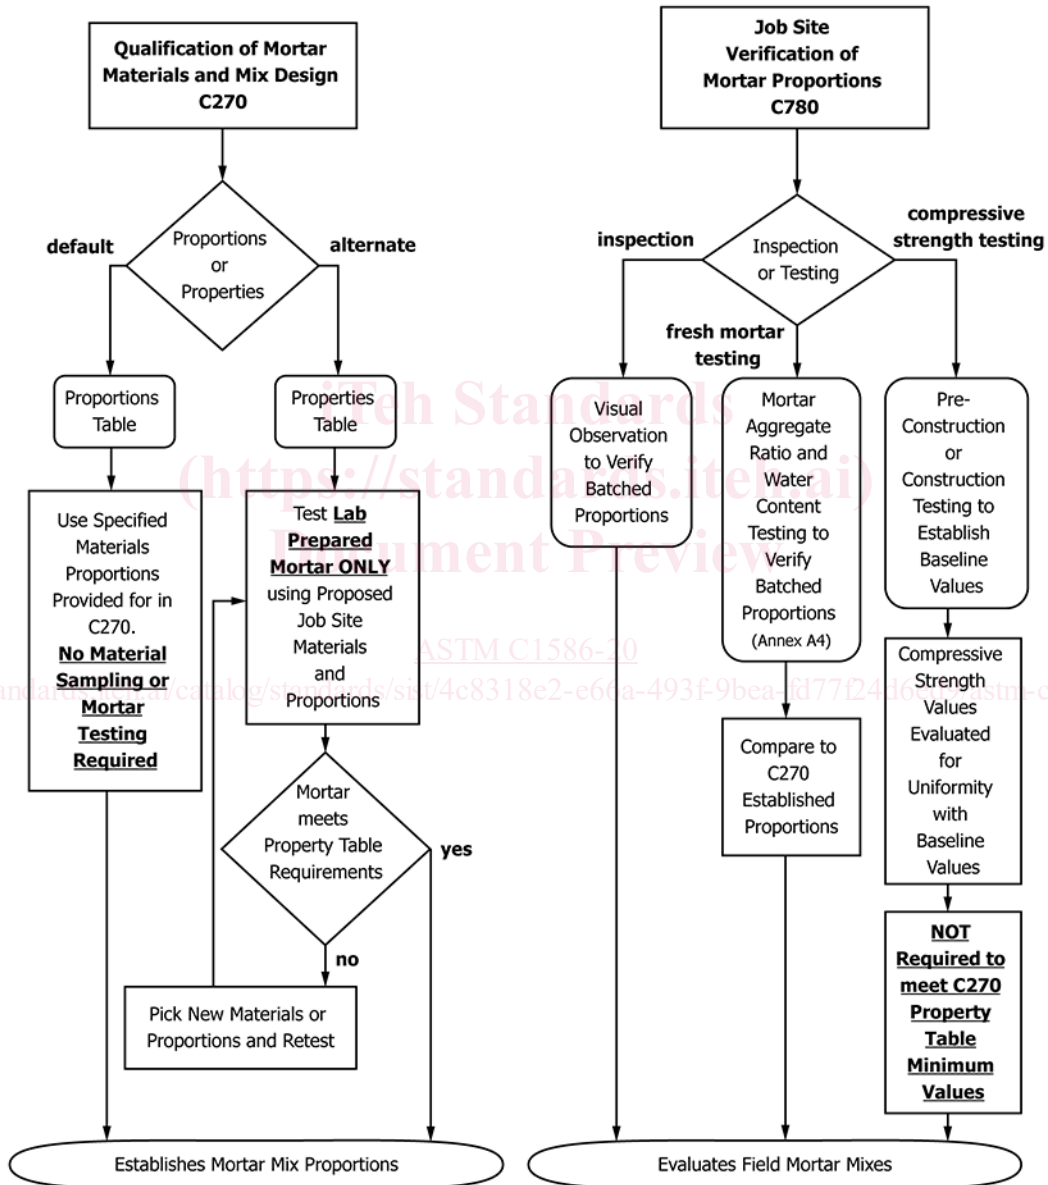 Qualification of Mortar
Materials and Mix Design
C270
Proportions
or
Properties
default
alternate
Proportions
Table
Properties
Table
Use Specified
Materials
Proportions
Provided for in
C270.
No Material
Sampling or
Mortar
Testing
Required
Test Lab
Prepared
Mortar ONLY
using Proposed
Job Site
Materials
and
Proportions
Mortar
meets
Property Table
Requirements
yes
no
Pick New Materials or
Proportions and Retest
Establishes Mortar Mix Proportions
Job Site
Verification of
Mortar Proportions
C780
Inspection
or Testing
inspection
fresh mortar
testing
compressive
strength testing
Visual
Observation
to Verify
Batched
Proportions
Mortar
Aggregate
Ratio and
Water
Content
Testing to
Verify
Batched
Proportions
(Annex A4)
Compare to
C270
Established
Proportions
Pre-
Construction
or
Construction
Testing to
Establish
Baseline
Values
Compressive
Strength
Values
Evaluated
for
Uniformity
with
Baseline
Values
NOT
Required to
meet C270
Property
Table
Minimum
Values
Evaluates Field Mortar Mixes
iTeh Standards
(https://standards.iteh.ai)
Document Preview
ASTM C1586-20